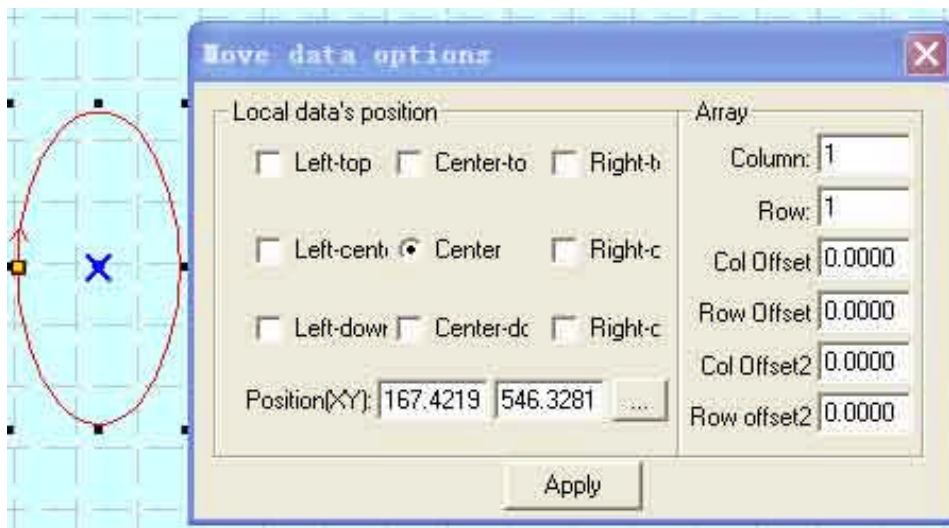 Move data options
Local data's position
Left-top Center-to Right-t
Left-cent Center Right-c
Left-down Center-dc Right-c
Position(XY): 167.4219 546.3281 ...
Array
Column: 1
Row: 1
Col Offset 0.0000
Row Offset 0.0000
Col Offset2 0.0000
Row offset2 0.0000
Apply